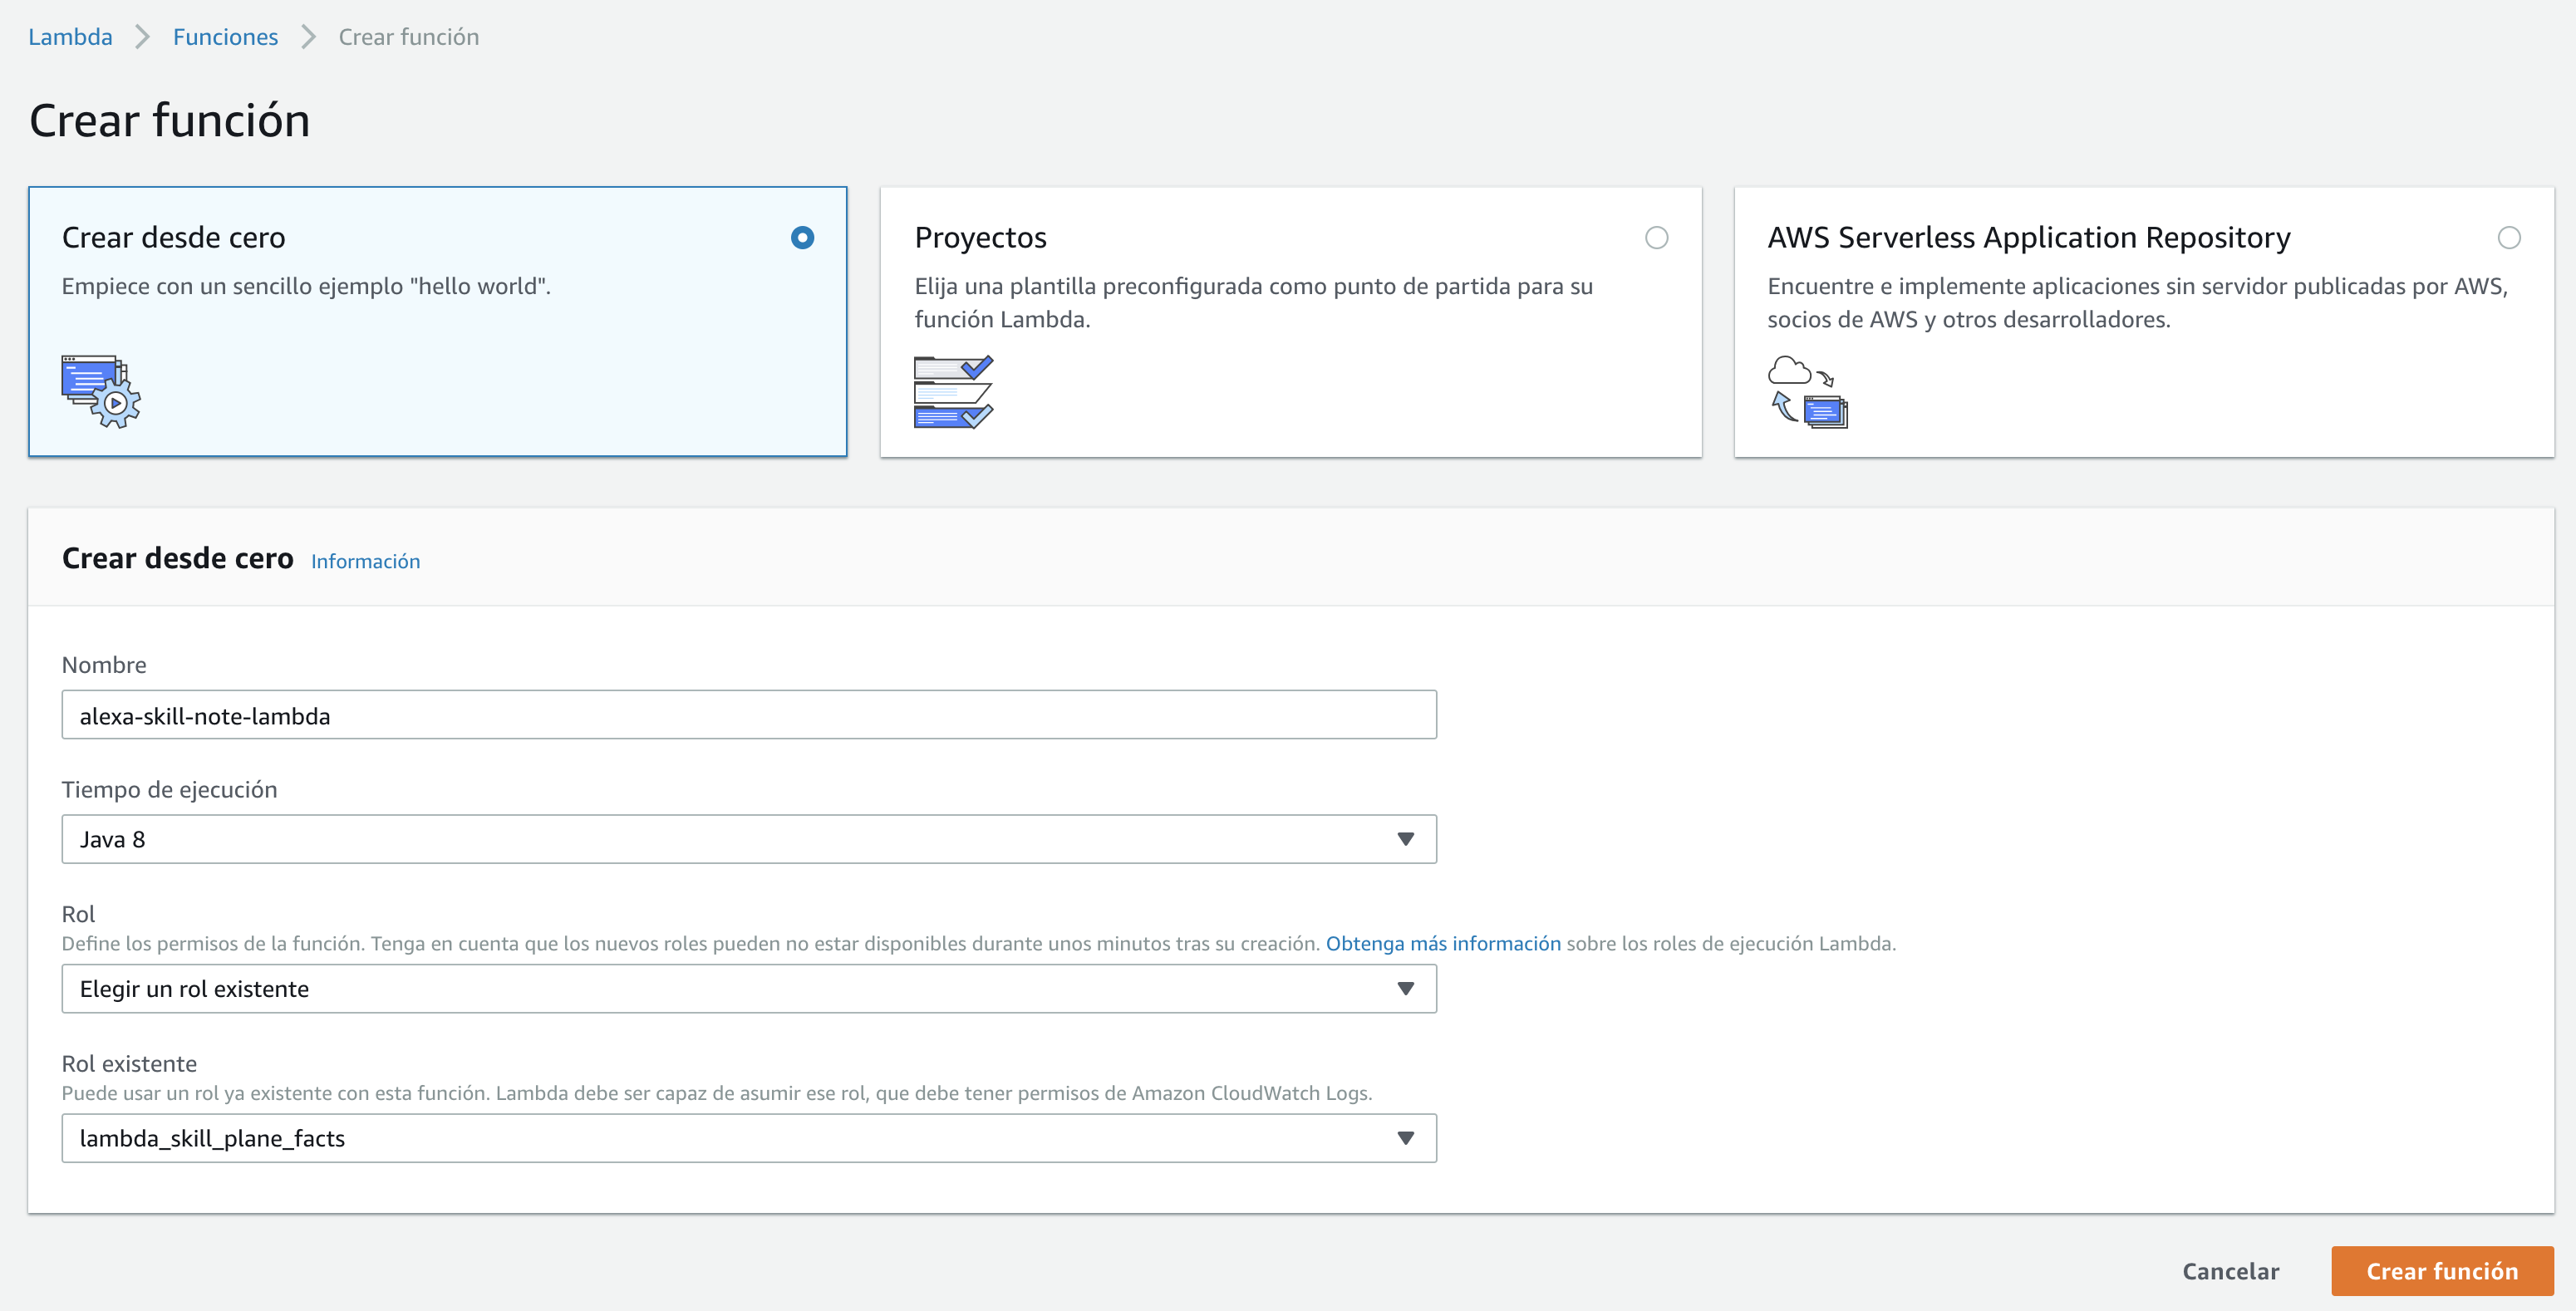 Lambda > Funciones > Crear función
Crear función
Crear desde cero
Empiece con un sencillo ejemplo "hello world".
Proyectos
Elija una plantilla preconfigurada como punto de partida para su
función Lambda.
AWS Serverless Application Repository
Encuentre e implemente aplicaciones sin servidor publicadas por AWS,
socios de AWS y otros desarrolladores.
Crear desde cero Información
Nombre
alexa-skill-note-lambda
Tiempo de ejecución
Java 8
Rol
Define los permisos de la función. Tenga en cuenta que los nuevos roles pueden no estar disponibles durante unos minutos tras su creación. Obtenga más información sobre los roles de ejecución Lambda.
Elegir un rol existente
Rol existente
Puede usar un rol ya existente con esta función. Lambda debe ser capaz de asumir ese rol, que debe tener permisos de Amazon CloudWatch Logs.
lambda_skill_plane_facts
Cancelar Crear función